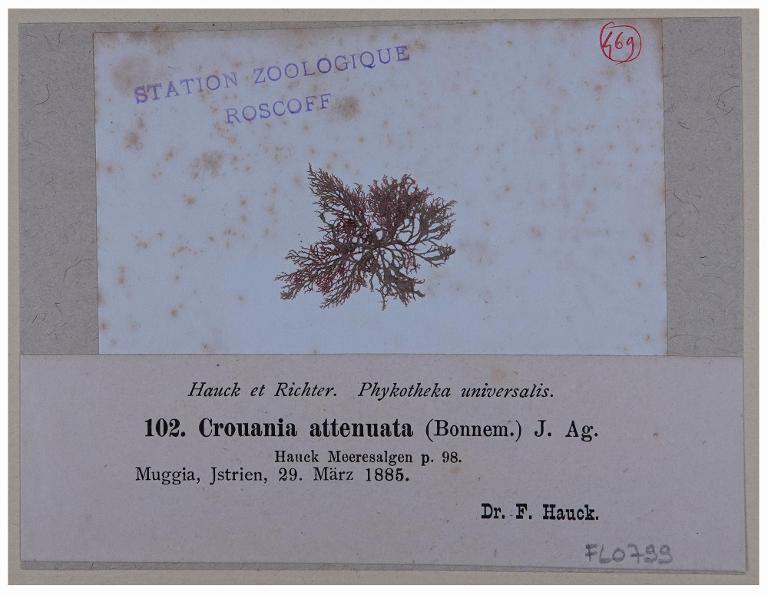 469
STATION ZOOLOGIQUE
ROSCOFF
Hauck et Richter. Phykotheka universalis.
102. Crouania attenuata (Bonnem.) J. Ag.
Hauck Meeresalgen p. 98.
Muggia, Jstrien, 29. März 1885.
Dr. F. Hauck.
FL0799